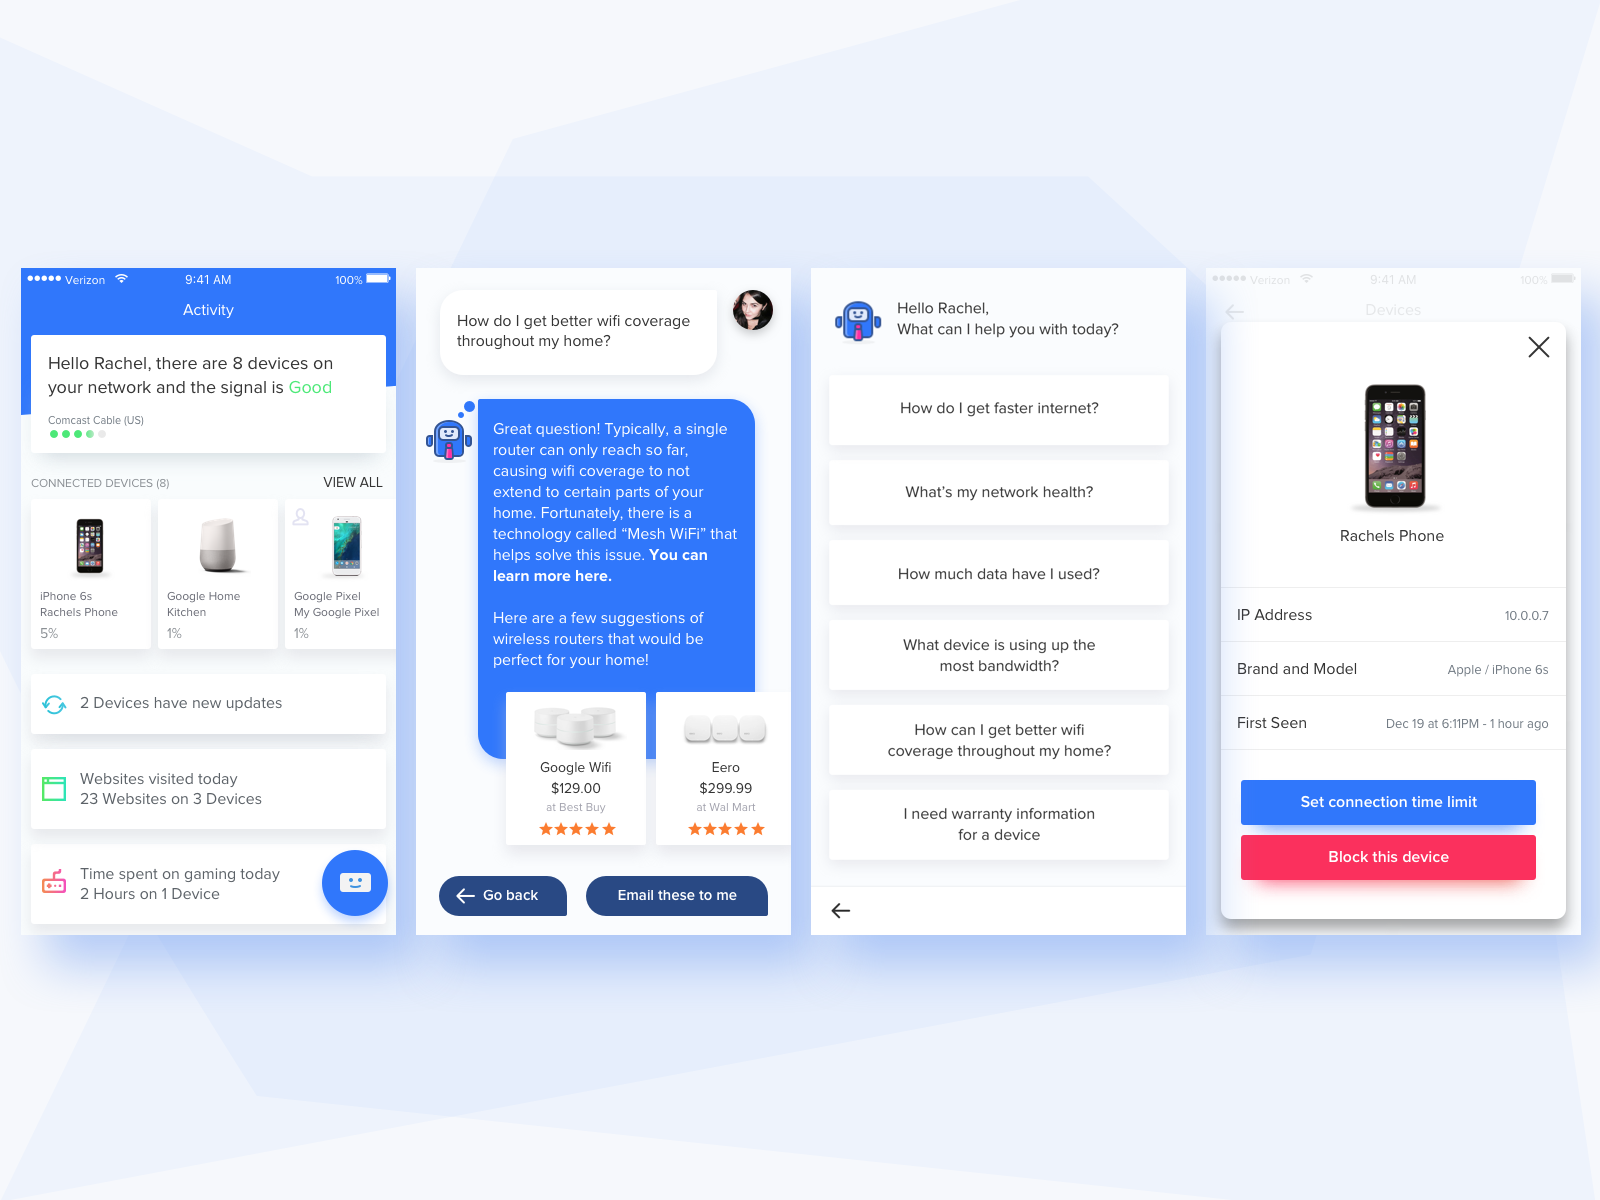 Verizon
9:41 AM
100%
Activity
Hello Rachel, there are 8 devices on
your network and the signal is Good
Comcast Cable (US)
CONNECTED DEVICES (8)
VIEW ALL
iPhone 6s
Rachels Phone
5%
Google Home
Kitchen
1%
Google Pixel
My Google Pixel
1%
2 Devices have new updates
Websites visited today
23 Websites on 3 Devices
Time spent on gaming today
2 Hours on 1 Device
How do I get better wifi coverage
throughout my home?
Great question! Typically, a single
router can only reach so far,
causing wifi coverage to not
extend to certain parts of your
home. Fortunately, there is a
technology called “Mesh WiFi” that
helps solve this issue. You can
learn more here.
Here are a few suggestions of
wireless routers that would be
perfect for your home!
Google Wifi
$129.00
at Best Buy
Eero
$299.99
at Wal Mart
Go back
Email these to me
Hello Rachel,
What can I help you with today?
How do I get faster internet?
What’s my network health?
How much data have I used?
What device is using up the
most bandwidth?
How can I get better wifi
coverage throughout my home?
I need warranty information
for a device
Verizon
9:41 AM
100%
Devices
Rachels Phone
IP Address
10.0.0.7
Brand and Model
Apple / iPhone 6s
First Seen
Dec 19 at 6:11PM - 1 hour ago
Set connection time limit
Block this device